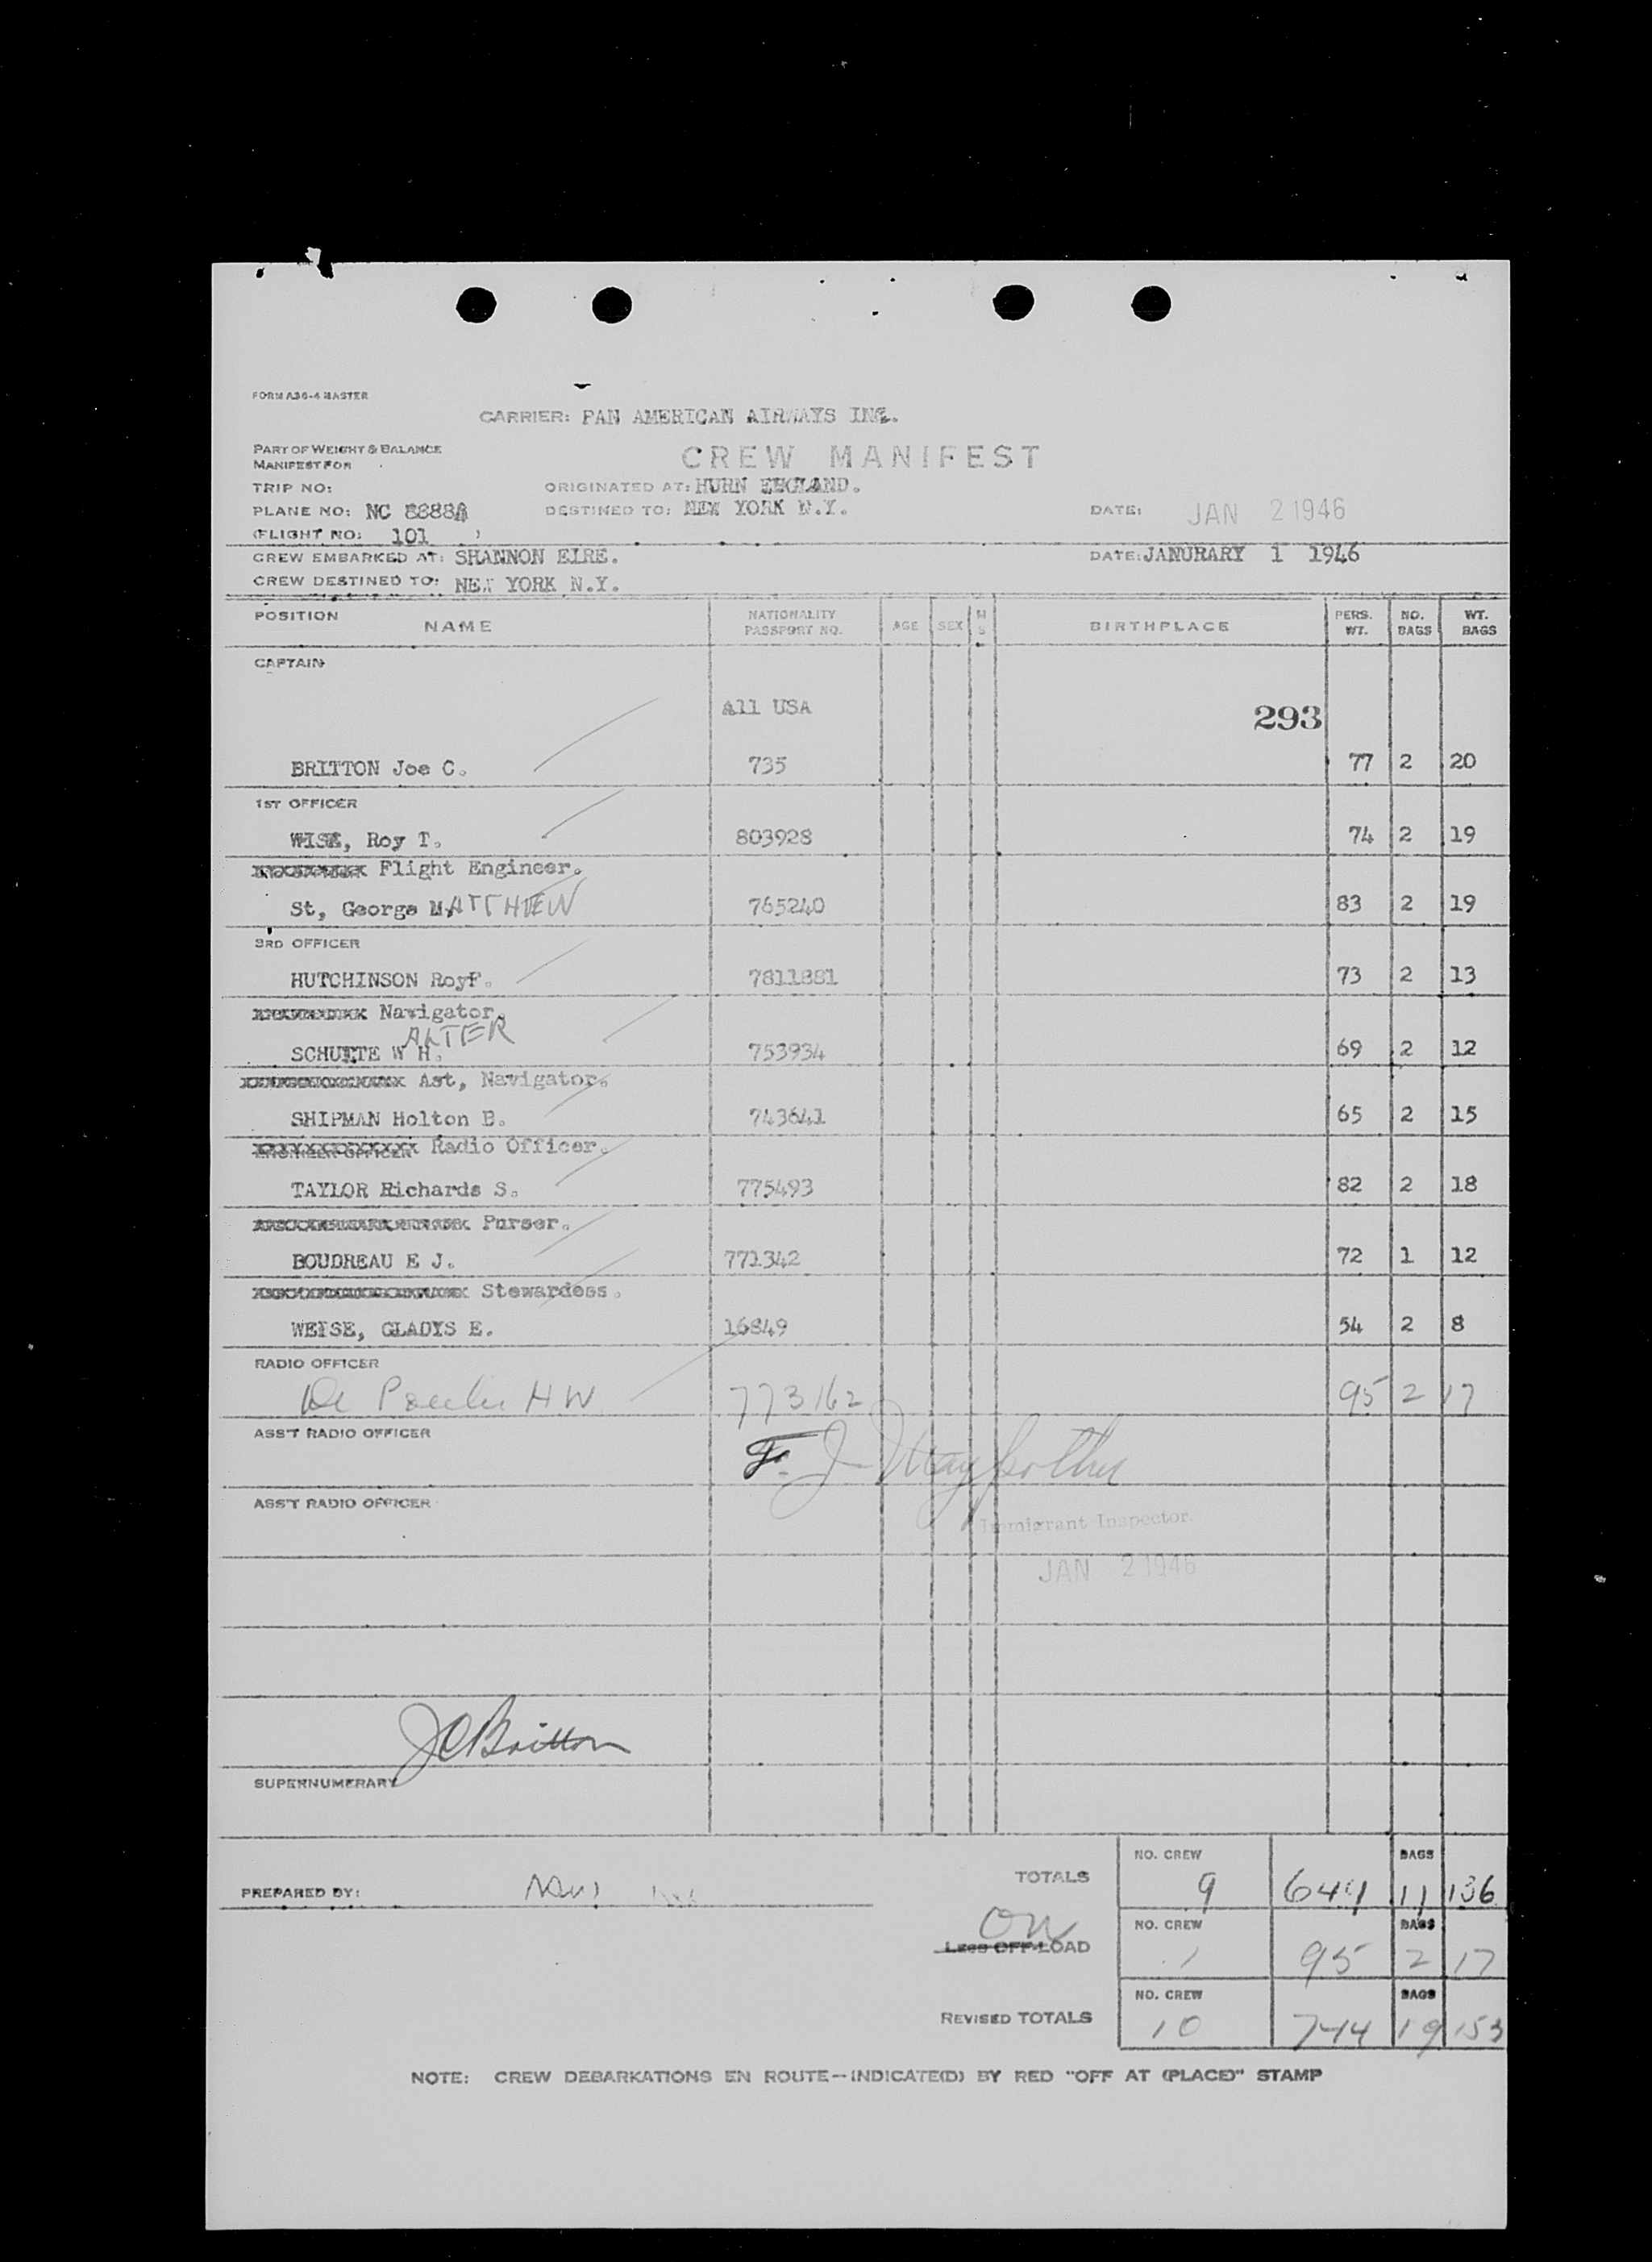 FORM A36-4 MASTER
CARRIER: PAN AMERICAN AIRWAYS INC.
PART OF WEIGHT & BALANCE
MANIFEST FOR
CREW MANIFEST
TRIP NO: ORIGINATED AT: HURN ENGLAND.
PLANE NO: NC 8888A DESTINED TO: NEW YORK N.Y. DATE: JAN 2 1946
(FLIGHT NO: 101 )
CREW EMBARKED AT: SHANNON EIRE. DATE: JANURARY 1 1946
CREW DESTINED TO: NEW YORK N.Y.
POSITION NAME NATIONALITY PASSPORT NO. AGE SEX M S BIRTHPLACE PERS. WT. NO. BAGS WT. BAGS
CAPTAIN
All USA
293
BRITTON Joe C. 735 77 2 20
1ST OFFICER
WISE, Roy T. 803928 74 2 19
Flight Engineer.
St, George MATTHEW 765240 83 2 19
3RD OFFICER
HUTCHINSON RoyF. 7811881 73 2 13
Navigator.
ALTER
SCHUTTE W H. 753934 69 2 12
Ast, Navigator.
SHIPMAN Holton B. 743641 65 2 15
ENGINEER OFFICER Radio Officer.
TAYLOR Richards S. 775493 82 2 18
Purser.
BOUDREAU E J. 771342 72 1 12
Stewardess.
WEISE, GLADYS E. 16849 54 2 8
RADIO OFFICER
De H W 773162 95 2 17
ASS'T RADIO OFFICER
F. J.
ASS'T RADIO OFFICER
Immigrant Inspector
JAN 2 1946
JCBritton
SUPERNUMERARY
TOTALS NO. CREW 9 649 BAGS 17 136
PREPARED BY:
ON
Less OFF-LOAD NO. CREW 1 95 BAGS 2 17
REVISED TOTALS NO. CREW 10 744 BAGS 19 153
NOTE: CREW DEBARKATIONS EN ROUTE—INDICATE(D) BY RED "OFF AT (PLACE)" STAMP